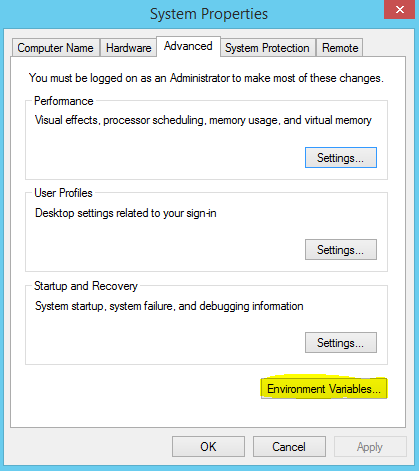 System Properties
Computer Name Hardware Advanced System Protection Remote
You must be logged on as an Administrator to make most of these changes.
Performance
Visual effects, processor scheduling, memory usage, and virtual memory
Settings...
User Profiles
Desktop settings related to your sign-in
Settings...
Startup and Recovery
System startup, system failure, and debugging information
Settings...
Environment Variables...
OK Cancel Apply